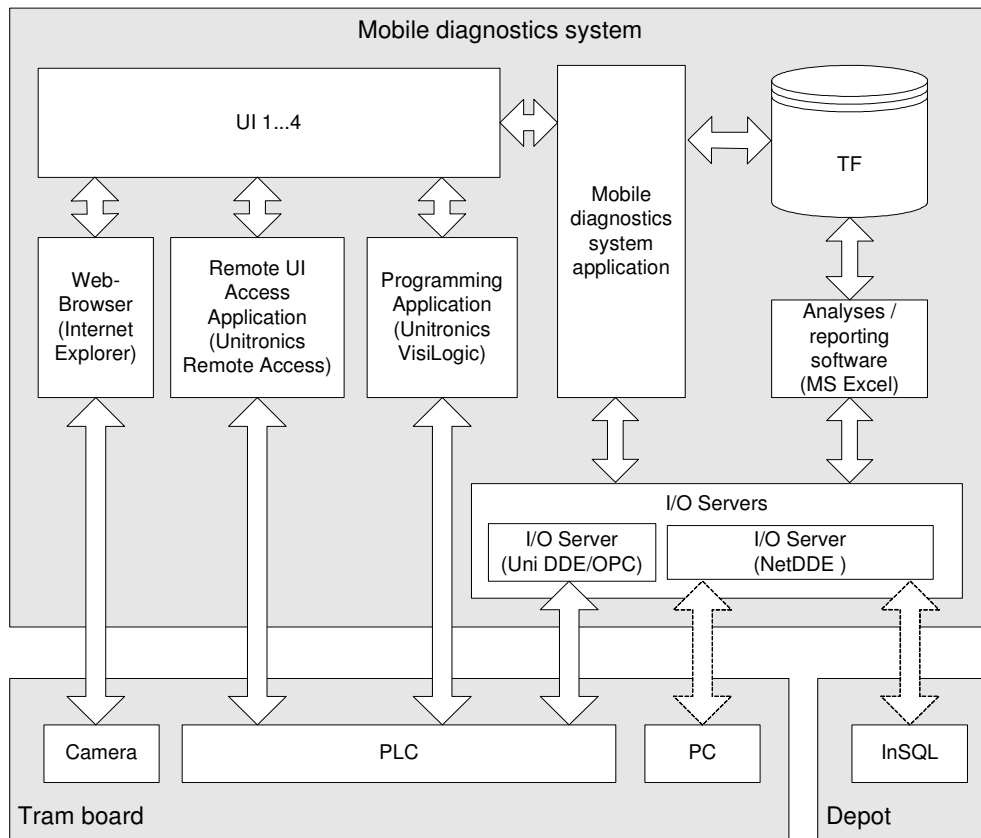 Mobile diagnostics system
UI 1...4
Mobile
diagnostics
system
application
TF
Web-
Browser
(Internet
Explorer)
Remote UI
Access
Application
(Unitronics
Remote Access)
Programming
Application
(Unitronics
VisiLogic)
Analyses /
reporting
software
(MS Excel)
I/O Servers
I/O Server
(Uni DDE/OPC)
I/O Server
(NetDDE )
Camera
PLC
PC
InSQL
Tram board
Depot